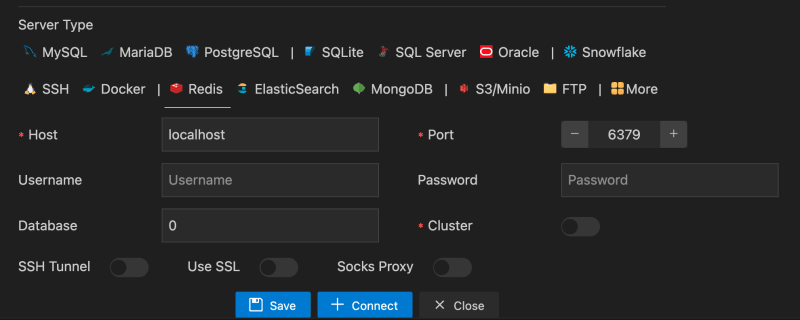 Server Type
MySQL MariaDB PostgreSQL | SQLite SQL Server Oracle | Snowflake
SSH Docker | Redis ElasticSearch MongoDB | S3/Minio FTP | More
* Host localhost * Port − 6379 +
Username Username Password Password
Database 0 * Cluster
SSH Tunnel Use SSL Socks Proxy
Save + Connect × Close